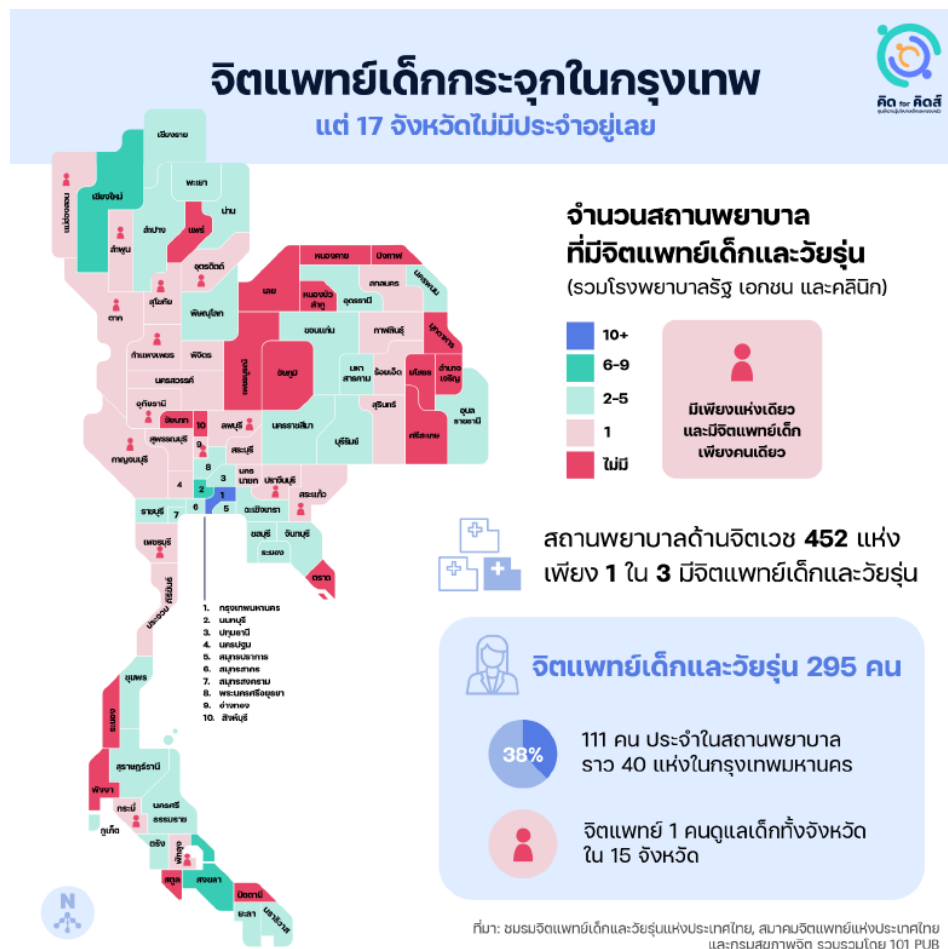 จิตแพทย์เด็กกระจุกในกรุงเทพ
แต่ 17 จังหวัดไม่มีประจำอยู่เลย
คิด for คิดส์
เชียงราย
แม่ฮ่องสอน
เชียงใหม่
พะเยา
น่าน
ลำปาง
แพร่
ลำพูน
อุตรดิตถ์
ตาก
สุโขทัย
พิษณุโลก
กำแพงเพชร
พิจิตร
เพชรบูรณ์
นครสวรรค์
อุทัยธานี
ชัยนาท
10
ลพบุรี
สุพรรณบุรี
9
สระบุรี
กาญจนบุรี
8
4
3
นคร
นายก
ปราจีนบุรี
สระแก้ว
2
1
ราชบุรี
7
6
5
ฉะเชิงเทรา
ชลบุรี
จันทบุรี
ระยอง
ตราด
เพชรบุรี
ประจวบ
คีรีขันธ์
หนองคาย
บึงกาฬ
เลย
หนองบัว
ลำภู
อุดรธานี
สกลนคร
นครพนม
ขอนแก่น
กาฬสินธุ์
มุกดาหาร
ชัยภูมิ
มหา
สารคาม
ร้อยเอ็ด
ยโสธร
อำนาจ
เจริญ
นครราชสีมา
บุรีรัมย์
สุรินทร์
ศรีสะเกษ
อุบล
ราชธานี
1. กรุงเทพมหานคร
2. นนทบุรี
3. ปทุมธานี
4. นครปฐม
5. สมุทรปราการ
6. สมุทรสาคร
7. สมุทรสงคราม
8. พระนครศรีอยุธยา
9. อ่างทอง
10. สิงห์บุรี
ชุมพร
ระนอง
สุราษฎร์ธานี
พังงา
กระบี่
นครศรี
ธรรมราช
ภูเก็ต
ตรัง
พัทลุง
สตูล
สงขลา
ปัตตานี
ยะลา
นราธิวาส
N
จำนวนสถานพยาบาล
ที่มีจิตแพทย์เด็กและวัยรุ่น
(รวมโรงพยาบาลรัฐ เอกชน และคลินิก)
10+
6-9
2-5
1
ไม่มี
มีเพียงแห่งเดียว
และมีจิตแพทย์เด็ก
เพียงคนเดียว
สถานพยาบาลด้านจิตเวช 452 แห่ง
เพียง 1 ใน 3 มีจิตแพทย์เด็กและวัยรุ่น
จิตแพทย์เด็กและวัยรุ่น 295 คน
38%
111 คน ประจำในสถานพยาบาล
ราว 40 แห่งในกรุงเทพมหานคร
จิตแพทย์ 1 คนดูแลเด็กทั้งจังหวัด
ใน 15 จังหวัด
ที่มา: ชมรมจิตแพทย์เด็กและวัยรุ่นแห่งประเทศไทย, สมาคมจิตแพทย์แห่งประเทศไทย
และกรมสุขภาพจิต รวบรวมโดย 101 PUB